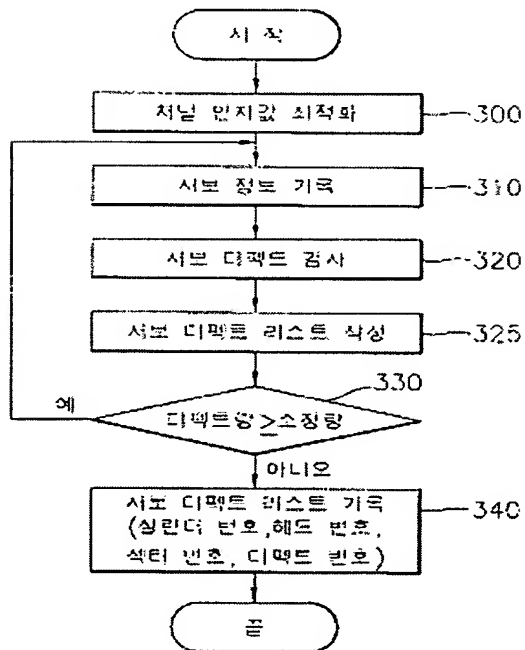 시 작
채널 인자값 최적화
300
서보 정보 기록
310
서보 디펙트 검사
320
서보 디펙트 리스트 작성
325
330
예
디펙트양≥소정량
아니오
서보 디펙트 리스트 기록
(실린더 번호,헤드 번호,
섹터 번호, 디펙트 번호)
340
끝